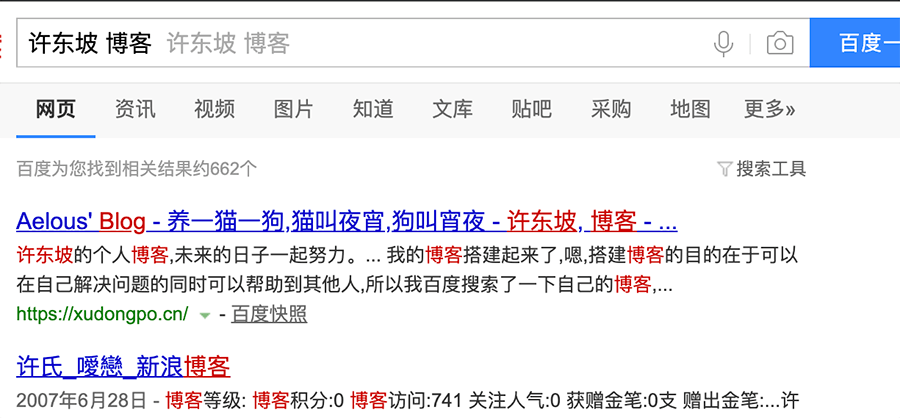 许东坡 博客 许东坡 博客
百度一
网页 资讯 视频 图片 知道 文库 贴吧 采购 地图 更多»
百度为您找到相关结果约662个
搜索工具
Aelous' Blog - 养一猫一狗,猫叫夜宵,狗叫宵夜 - 许东坡, 博客 - ...
许东坡的个人博客,未来的日子一起努力。... 我的博客搭建起来了,嗯,搭建博客的目的在于可以
在自己解决问题的同时可以帮助到其他人,所以我百度搜索了一下自己的博客,...
https://xudongpo.cn/ - 百度快照
许氏_噯戀_新浪博客
2007年6月28日 - 博客等级: 博客积分:0 博客访问:741 关注人气:0 获赠金笔:0支 赠出金笔:...许